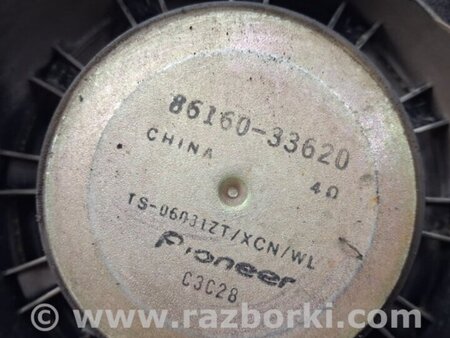 86160-33620
CHINA
4Ω
TS-06031ZT/XCN/WL
Pioneer
C3C28
www.razborki.com